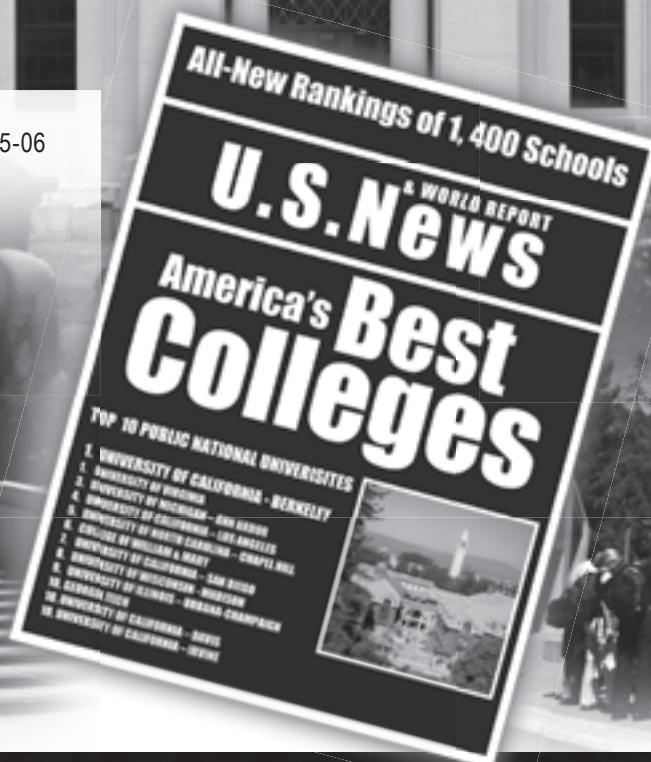 5-06
All-New Rankings of 1,400 Schools
& WORLD REPORT
U.S.News
America's Best
Colleges
TOP 10 PUBLIC NATIONAL UNIVERISITES
1. UNIVERSITY OF CALIFORNIA - BERKELEY
1. UNIVERSITY OF VIRGINIA
3. UNIVERSITY OF MICHIGAN - ANN ARBOR
4. UNIVERSITY OF CALIFORNIA - LOS ANGELES
5. UNIVERSITY OF NORTH CAROLINA - CHAPEL HILL
6. COLLEGE OF WILLIAM & MARY
7. UNIVERSITY OF CALIFORNIA - SAN DIEGO
8. UNIVERSITY OF WISCONSIN - MADISON
9. UNIVERSITY OF ILLINOIS - URBANA-CHAMPAIGN
10. GEORGIA TECH
10. UNIVERSITY OF CALIFORNIA - DAVIS
10. UNIVERSITY OF CALIFORNIA - IRVINE